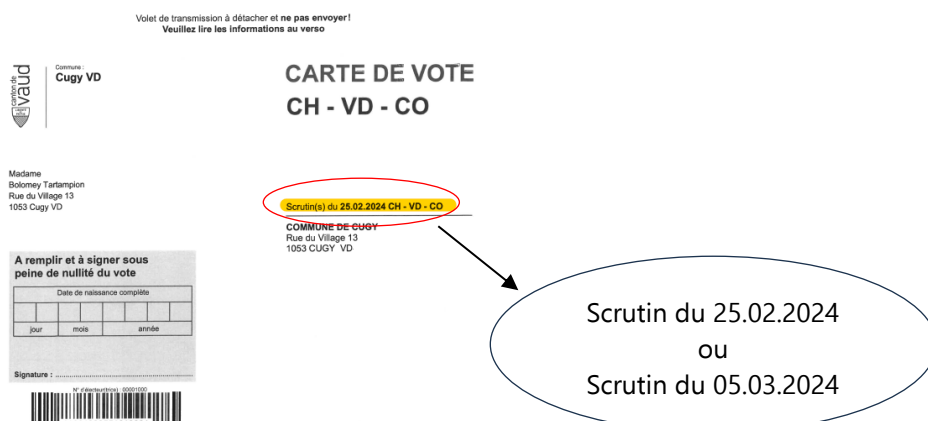 Volet de transmission à détacher et ne pas envoyer!
Veuillez lire les informations au verso
canton de
vaud
Commune :
Cugy VD
CARTE DE VOTE
CH - VD - CO
Madame
Bolomey Tartampion
Rue du Village 13
1053 Cugy VD
Scrutin(s) du 25.02.2024 CH - VD - CO
COMMUNE DE CUGY
Rue du Village 13
1053 CUGY VD
A remplir et à signer sous
peine de nullité du vote
Date de naissance complète
jour mois année
Signature :
N° d'électeur(trice) : 00001000
Scrutin du 25.02.2024
ou
Scrutin du 05.03.2024